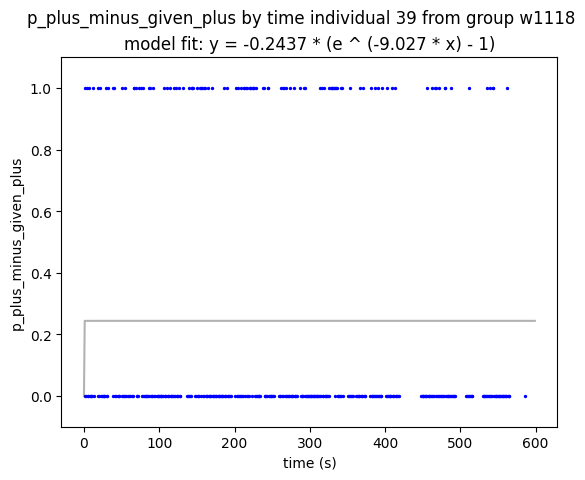 p_plus_minus_given_plus by time individual 39 from group w1118
model fit: y = -0.2437 * (e ^ (-9.027 * x) - 1)
1.0
0.8
0.6
0.4
0.2
0.0
p_plus_minus_given_plus
0 100 200 300 400 500 600
time (s)